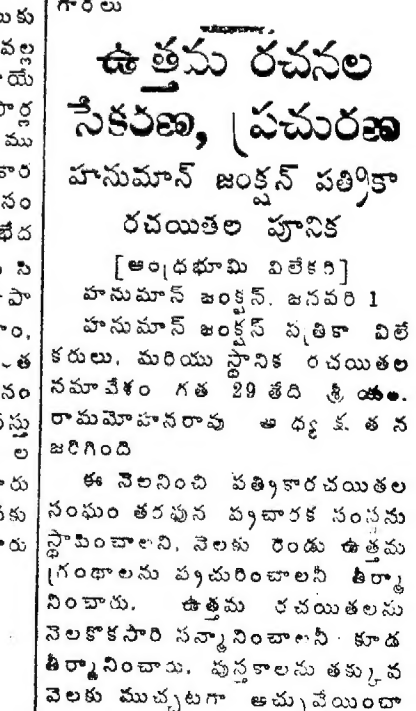 గారలు
ఉత్తమ రచనల
సేకరణ, ప్రచురణ
హనుమాన్ జంక్షన్ పత్రికా
రచయితల పూనిక
[ఆంధ్రభూమి విలేకరి]
హనుమాన్ జంక్షన్. జనవరి 1
హనుమాన్ జంక్షన్ పత్రికా విలే
కరులు, మరియు స్థానిక రచయితల
సమావేశం గత 29 తేది శ్రీ
రామమోహనరావు అధ్యక్షతన
జరిగింది
ఈ నెలనించి పత్రికారచయితల
సంఘం తరఫున ప్రచారక సంస్థను
స్థాపించాలని, నెలకు రెండు ఉత్తమ
గ్రంథాలను ప్రచురించాలనీ తీర్మా
నించారు. ఉత్తమ రచయితలను
నెలకొకసారి సన్మానించాలనీ కూడ
తీర్మానించారు. పుస్తకాలను తక్కువ
వెలకు ముచ్చటగా అచ్చువేయించా